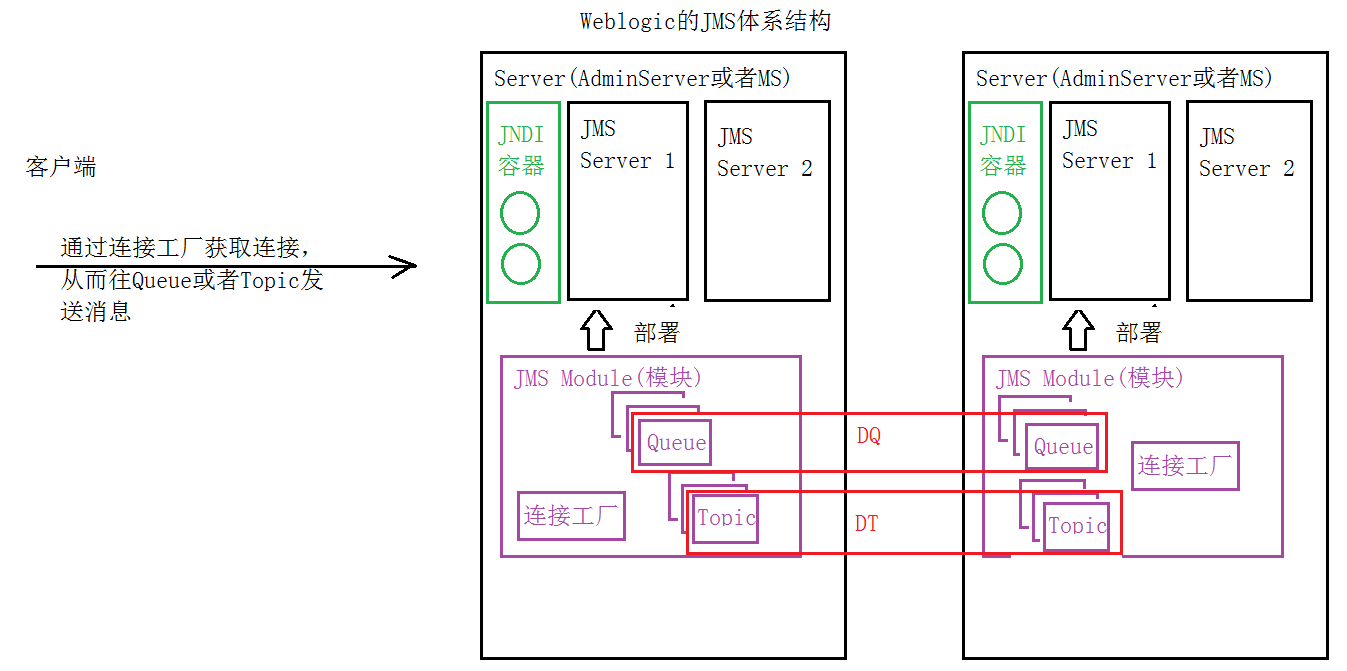 Weblogic的JMS体系结构
客户端
通过连接工厂获取连接，
从而往Queue或者Topic发
送消息
Server(AdminServer或者MS)
JNDI
容器
JMS
Server 1
JMS
Server 2
部署
JMS Module(模块)
Queue
连接工厂
Topic
DQ
DT
Server(AdminServer或者MS)
JNDI
容器
JMS
Server 1
JMS
Server 2
部署
JMS Module(模块)
Queue
连接工厂
Topic